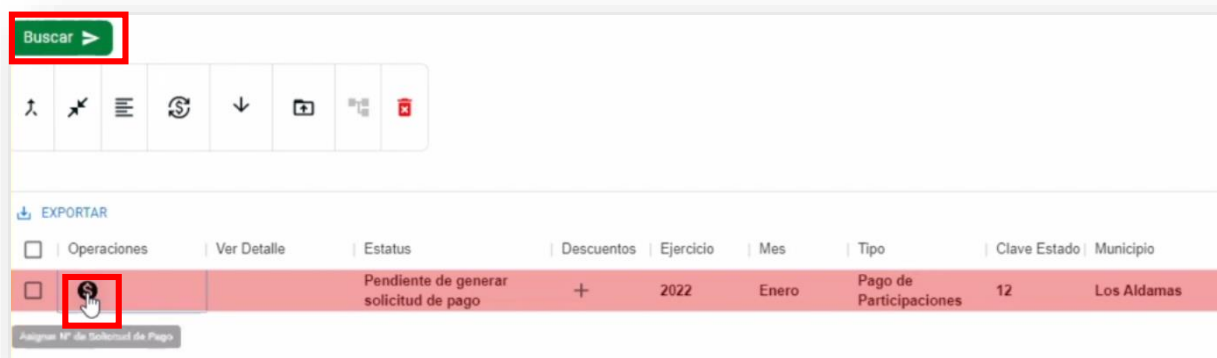 Buscar
EXPORTAR
Operaciones Ver Detalle Estatus Descuentos Ejercicio Mes Tipo Clave Estado Municipio
Pendiente de generar solicitud de pago + 2022 Enero Pago de Participaciones 12 Los Aldamas
Asignar N° de Solicitud de Pago